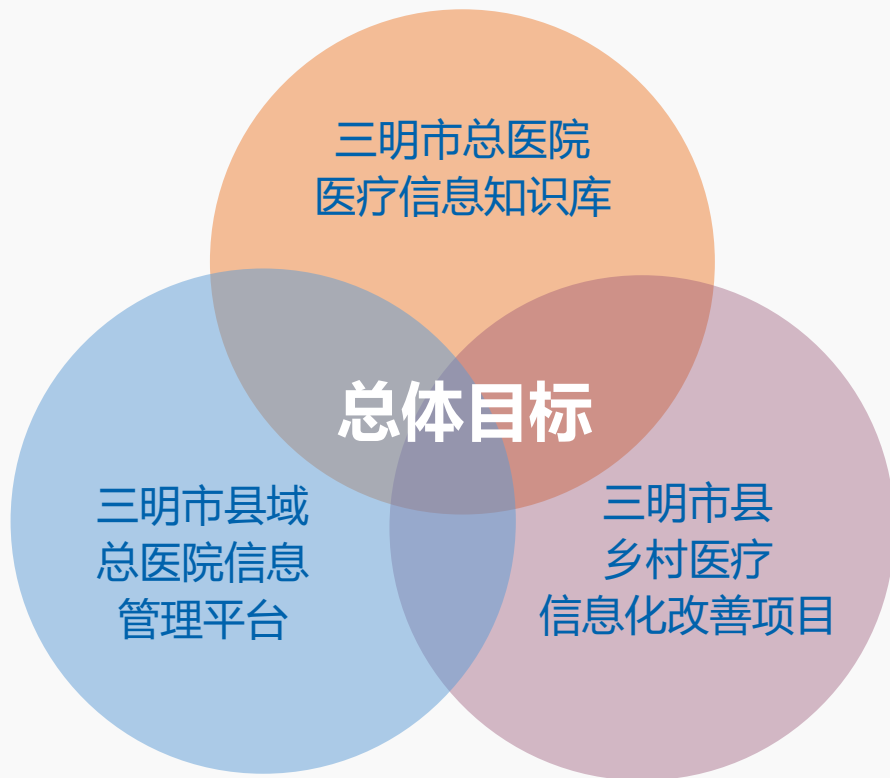 三明市总医院
医疗信息知识库
总体目标
三明市县域
总医院信息
管理平台
三明市县
乡村医疗
信息化改善项目